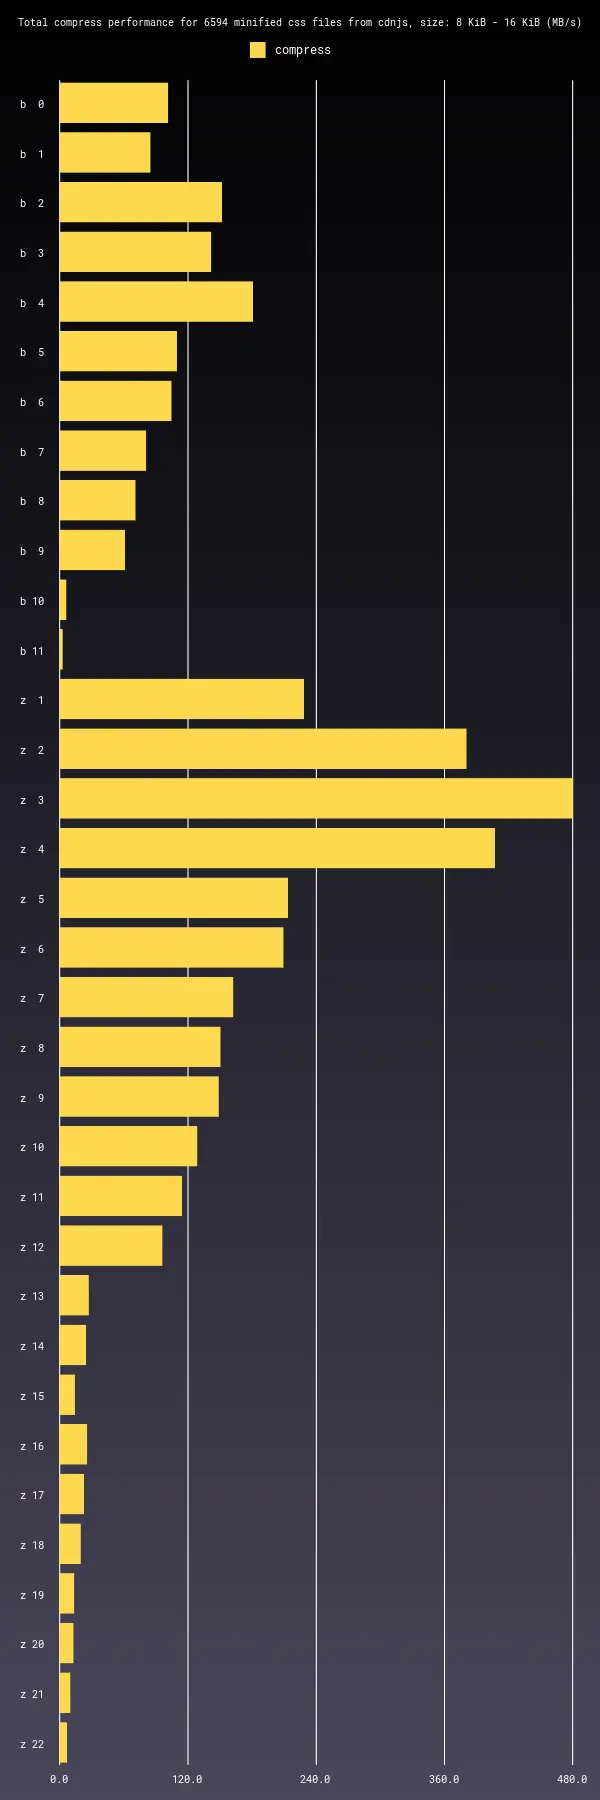 Total compress performance for 6594 minified css files from cdnjs, size: 8 KiB - 16 KiB (MB/s)
compress
b 0
b 1
b 2
b 3
b 4
b 5
b 6
b 7
b 8
b 9
b 10
b 11
z 1
z 2
z 3
z 4
z 5
z 6
z 7
z 8
z 9
z 10
z 11
z 12
z 13
z 14
z 15
z 16
z 17
z 18
z 19
z 20
z 21
z 22
0.0 120.0 240.0 360.0 480.0